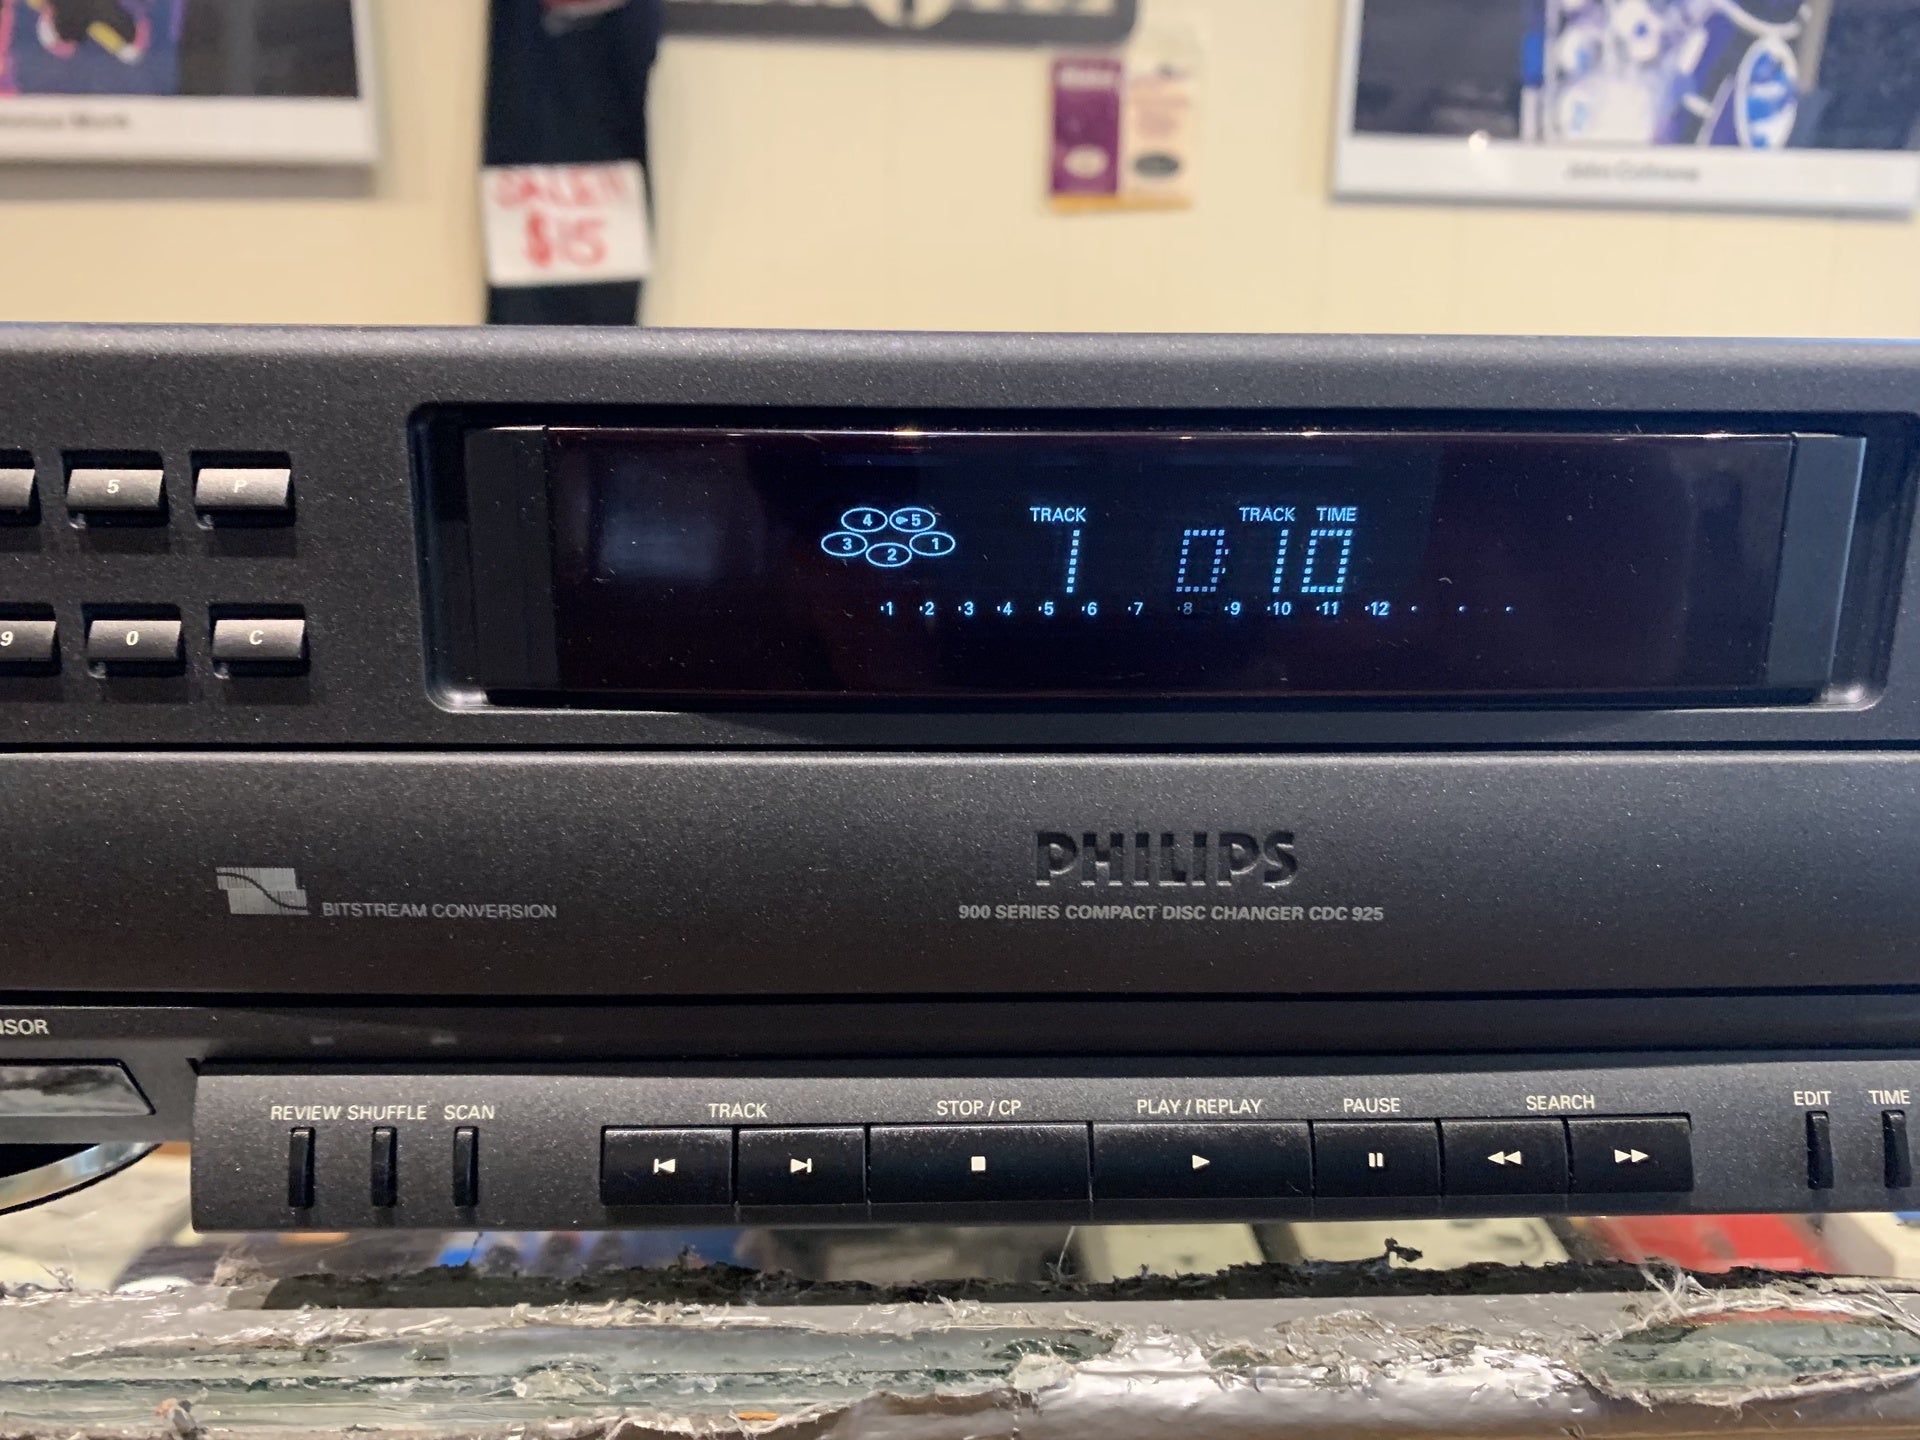 SALE!!
$15
John Coltrane
5 P
9 0 C
4 5
3 2 1
TRACK TRACK TIME
1 0 10
1 2 3 4 5 6 7 8 9 10 11 12
PHILIPS
BITSTREAM CONVERSION
900 SERIES COMPACT DISC CHANGER CDC 925
REVIEW SHUFFLE SCAN TRACK STOP / CP PLAY / REPLAY PAUSE SEARCH EDIT TIME